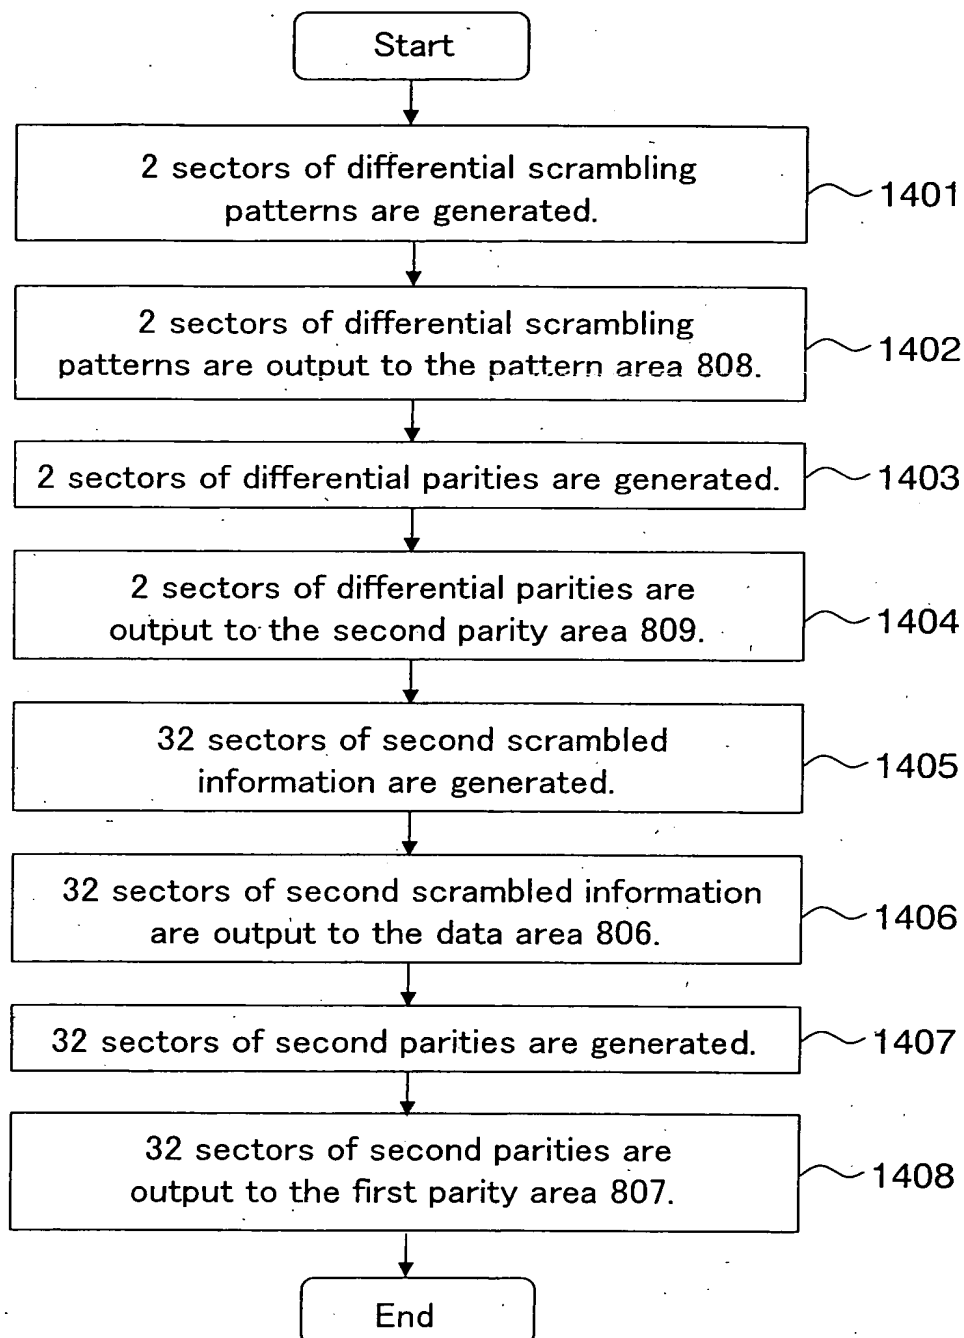 Start
2 sectors of differential scrambling
patterns are generated.
1401
2 sectors of differential scrambling
patterns are output to the pattern area 808.
1402
2 sectors of differential parities are generated.
1403
2 sectors of differential parities are
output to the second parity area 809.
1404
32 sectors of second scrambled
information are generated.
1405
32 sectors of second scrambled information
are output to the data area 806.
1406
32 sectors of second parities are generated.
1407
32 sectors of second parities are
output to the first parity area 807.
1408
End